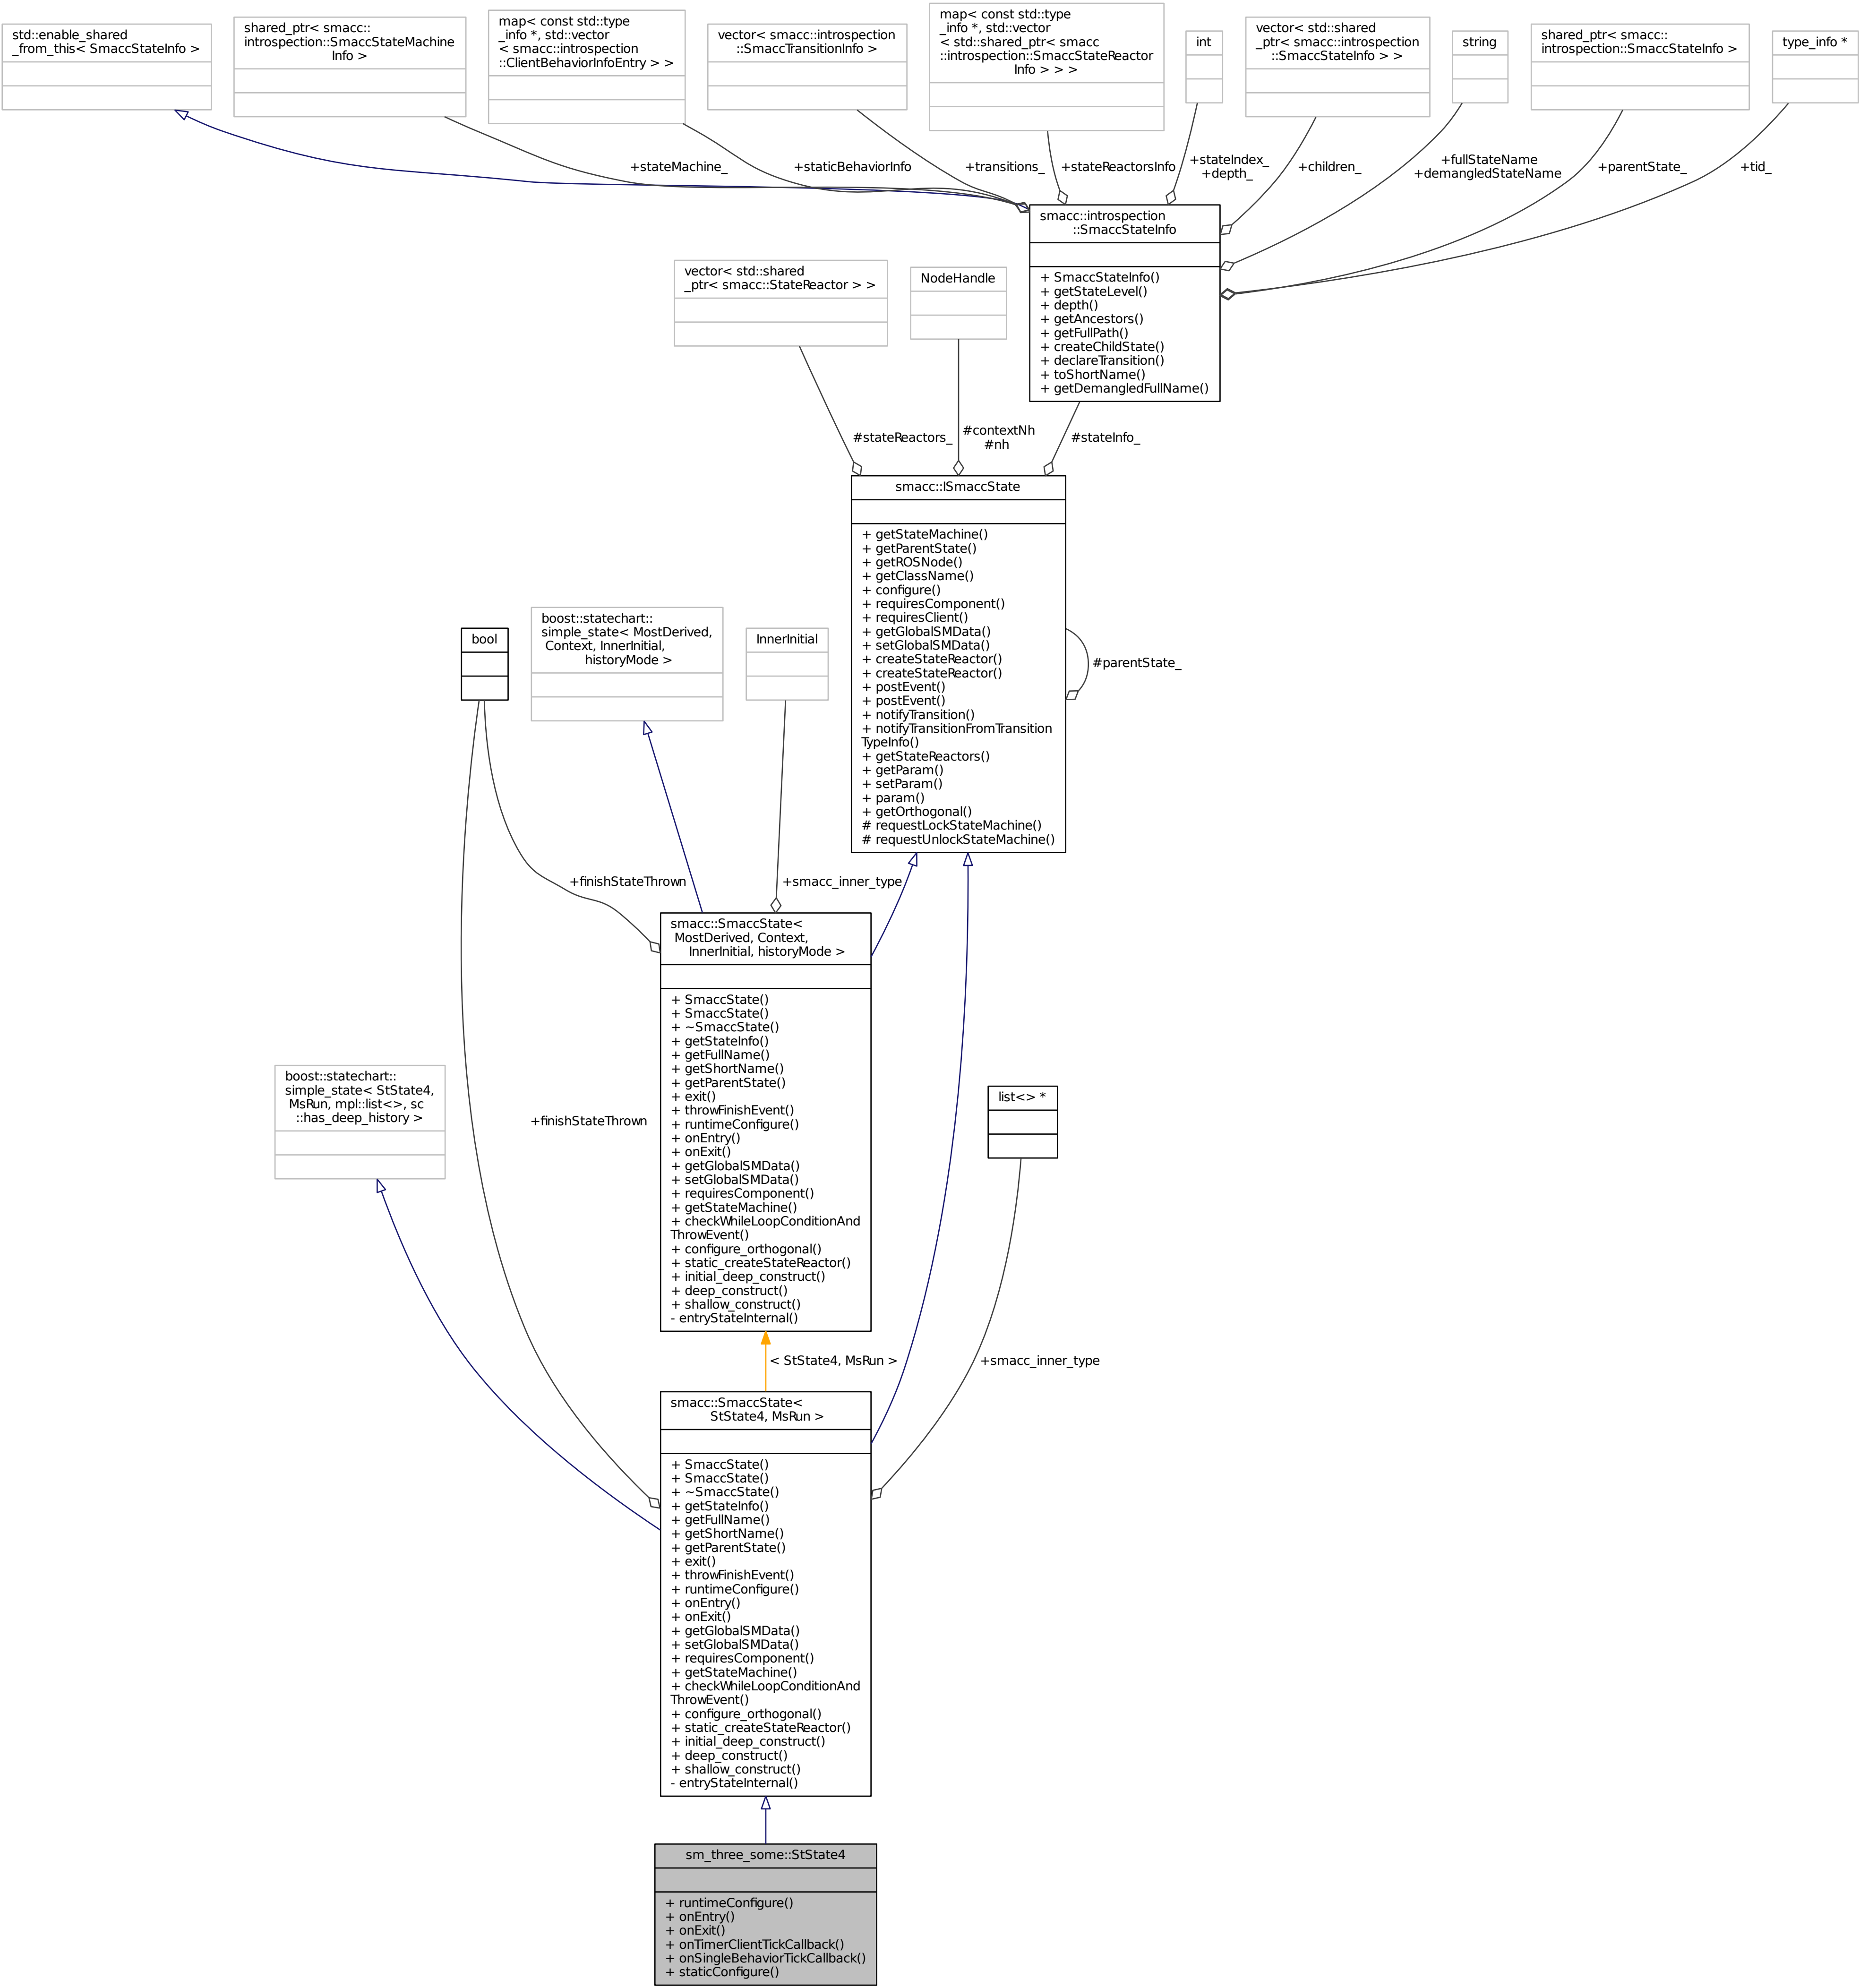 std::enable_shared
_from_this< SmaccStateInfo >
shared_ptr< smacc::
introspection::SmaccStateMachine
Info >
map< const std::type
_info *, std::vector
< smacc::introspection
::ClientBehaviorInfoEntry > >
vector< smacc::introspection
::SmaccTransitionInfo >
map< const std::type
_info *, std::vector
< std::shared_ptr< smacc
::introspection::SmaccStateReactor
Info > > >
int
vector< std::shared
_ptr< smacc::introspection
::SmaccStateInfo > >
string
shared_ptr< smacc::
introspection::SmaccStateInfo >
type_info *
+stateMachine_
+staticBehaviorInfo
+transitions_
+stateReactorsInfo
+stateIndex_
+depth_
+children_
+fullStateName
+demangledStateName
+parentState_
+tid_
smacc::introspection
::SmaccStateInfo
+ SmaccStateInfo()
+ getStateLevel()
+ depth()
+ getAncestors()
+ getFullPath()
+ createChildState()
+ declareTransition()
+ toShortName()
+ getDemangledFullName()
vector< std::shared
_ptr< smacc::StateReactor > >
NodeHandle
#stateReactors_
#contextNh
#nh
#stateInfo_
smacc::ISmaccState
+ getStateMachine()
+ getParentState()
+ getROSNode()
+ getClassName()
+ configure()
+ requiresComponent()
+ requiresClient()
+ getGlobalSMData()
+ setGlobalSMData()
+ createStateReactor()
+ createStateReactor()
+ postEvent()
+ postEvent()
+ notifyTransition()
+ notifyTransitionFromTransition
TypeInfo()
+ getStateReactors()
+ getParam()
+ setParam()
+ param()
+ getOrthogonal()
# requestLockStateMachine()
# requestUnlockStateMachine()
#parentState_
bool
boost::statechart::
simple_state< MostDerived,
Context, InnerInitial,
historyMode >
InnerInitial
+finishStateThrown
+smacc_inner_type
smacc::SmaccState<
MostDerived, Context,
InnerInitial, historyMode >
+ SmaccState()
+ SmaccState()
+ ~SmaccState()
+ getStateInfo()
+ getFullName()
+ getShortName()
+ getParentState()
+ exit()
+ throwFinishEvent()
+ runtimeConfigure()
+ onEntry()
+ onExit()
+ getGlobalSMData()
+ setGlobalSMData()
+ requiresComponent()
+ getStateMachine()
+ checkWhileLoopConditionAnd
ThrowEvent()
+ configure_orthogonal()
+ static_createStateReactor()
+ initial_deep_construct()
+ deep_construct()
+ shallow_construct()
- entryStateInternal()
boost::statechart::
simple_state< StState4,
MsRun, mpl::list<>, sc
::has_deep_history >
+finishStateThrown
list<> *
< StState4, MsRun >
+smacc_inner_type
smacc::SmaccState<
StState4, MsRun >
+ SmaccState()
+ SmaccState()
+ ~SmaccState()
+ getStateInfo()
+ getFullName()
+ getShortName()
+ getParentState()
+ exit()
+ throwFinishEvent()
+ runtimeConfigure()
+ onEntry()
+ onExit()
+ getGlobalSMData()
+ setGlobalSMData()
+ requiresComponent()
+ getStateMachine()
+ checkWhileLoopConditionAnd
ThrowEvent()
+ configure_orthogonal()
+ static_createStateReactor()
+ initial_deep_construct()
+ deep_construct()
+ shallow_construct()
- entryStateInternal()
sm_three_some::StState4
+ runtimeConfigure()
+ onEntry()
+ onExit()
+ onTimerClientTickCallback()
+ onSingleBehaviorTickCallback()
+ staticConfigure()